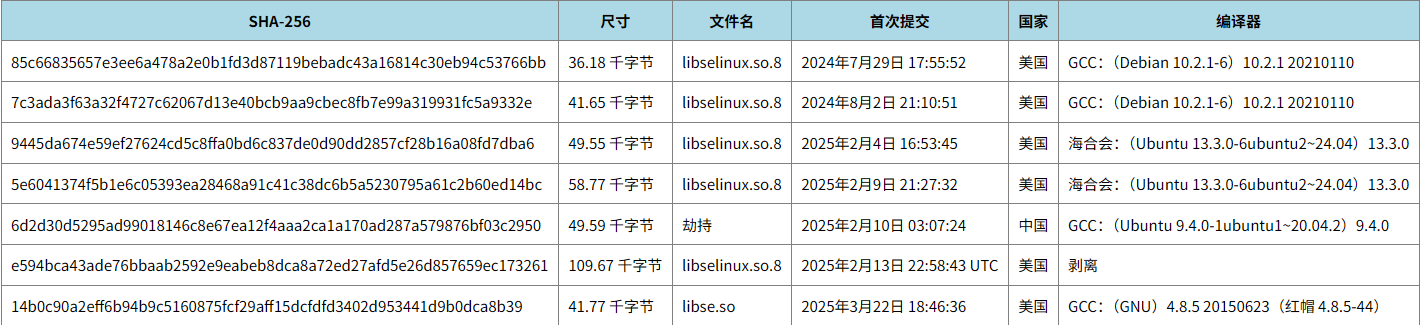 SHA-256 尺寸 文件名 首次提交 国家 编译器
85c66835657e3ee6a478a2e0b1fd3d87119bebadc43a16814c30eb94c53766bb 36.18 千字节 libselinux.so.8 2024年7月29日 17:55:52 美国 GCC：（Debian 10.2.1-6）10.2.1 20210110
7c3ada3f63a32f4727c62067d13e40bcb9aa9cbec8fb7e99a319931fc5a9332e 41.65 千字节 libselinux.so.8 2024年8月2日 21:10:51 美国 GCC：（Debian 10.2.1-6）10.2.1 20210110
9445da674e59ef27624cd5c8ffa0bd6c837de0d90dd2857cf28b16a08fd7dba6 49.55 千字节 libselinux.so.8 2025年2月4日 16:53:45 美国 海合会：（Ubuntu 13.3.0-6ubuntu2~24.04）13.3.0
5e6041374f5b1e6c05393ea28468a91c41c38dc6b5a5230795a61c2b60ed14bc 58.77 千字节 libselinux.so.8 2025年2月9日 21:27:32 美国 海合会：（Ubuntu 13.3.0-6ubuntu2~24.04）13.3.0
6d2d30d5295ad99018146c8e67ea12f4aaa2ca1a170ad287a579876bf03c2950 49.59 千字节 劫持 2025年2月10日 03:07:24 中国 GCC：（Ubuntu 9.4.0-1ubuntu1~20.04.2）9.4.0
e594bca43ade76bbaab2592e9eabeb8dca8a72ed27afd5e26d857659ec173261 109.67 千字节 libselinux.so.8 2025年2月13日 22:58:43 UTC 美国 剥离
14b0c90a2eff6b94b9c5160875fcf29aff15dcfdfd3402d953441d9b0dca8b39 41.77 千字节 libse.so 2025年3月22日 18:46:36 美国 GCC：（GNU）4.8.5 20150623（红帽 4.8.5-44）